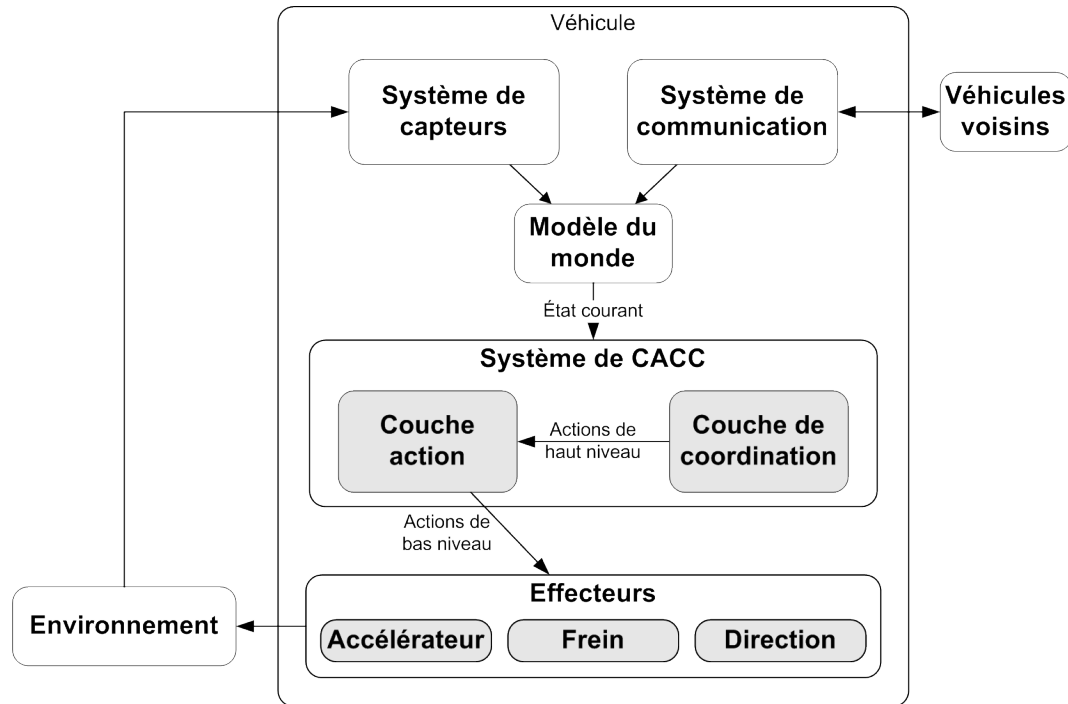 Véhicule
Système de
capteurs
Système de
communication
Véhicules
voisins
Modèle du
monde
État courant
Système de CACC
Couche
action
Actions de
haut niveau
Couche de
coordination
Actions de
bas niveau
Effecteurs
Environnement
Accélérateur
Frein
Direction